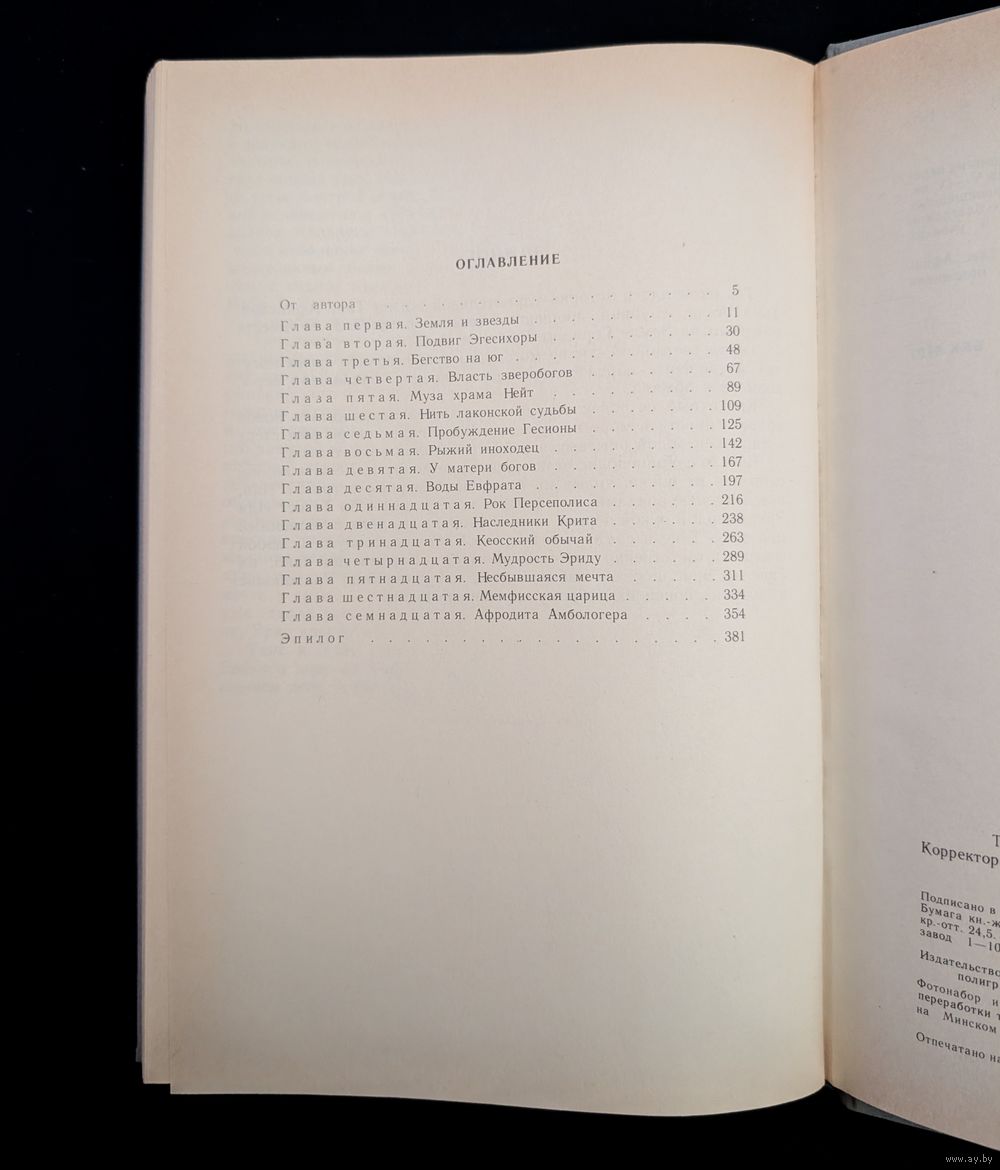 ОГЛАВЛЕНИЕ
От автора . . . . . . . . . . . . . . . . . . . 5
Глава первая. Земля и звезды . . . . . . . . . . 11
Глава вторая. Подвиг Эгесихоры . . . . . . . . . 30
Глава третья. Бегство на юг . . . . . . . . . . . 48
Глава четвертая. Власть зверобогов . . . . . . . 67
Глаза пятая. Муза храма Нейт . . . . . . . . . 89
Глава шестая. Нить лаконской судьбы . . . . . . . 109
Глава седьмая. Пробуждение Гесионы . . . . . . . 125
Глава восьмая. Рыжий иноходец . . . . . . . . . 142
Глава девятая. У матери богов . . . . . . . . . 167
Глава десятая. Воды Евфрата . . . . . . . . . . 197
Глава одиннадцатая. Рок Персеполиса . . . . . . 216
Глава двенадцатая. Наследники Крита . . . . . . 238
Глава тринадцатая. Кеосский обычай . . . . . . 263
Глава четырнадцатая. Мудрость Эриду . . . . . . 289
Глава пятнадцатая. Несбывшаяся мечта . . . . . 311
Глава шестнадцатая. Мемфисская царица . . . . . 334
Глава семнадцатая. Афродита Амбологера . . . . 354
Эпилог . . . . . . . . . . . . . . . . . . . . 381
Корректор
Подписано в
Бумага кн.-ж
кр.-отт. 24,5.
завод 1—10
Издательство
полигр
Фотонабор и
переработки т
на Минском
Отпечатано на
www.ay.by